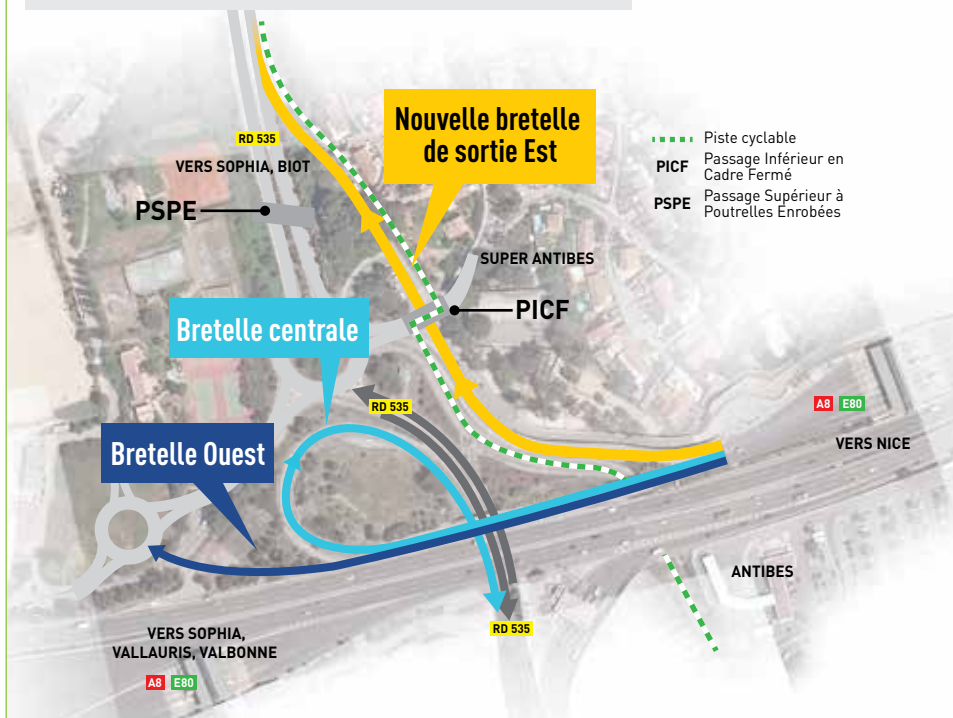 Nouvelle bretelle
de sortie Est
RD 535
VERS SOPHIA, BIOT
PSPE
Piste cyclable
PICF
Passage Inférieur en
Cadre Fermé
PSPE
Passage Supérieur à
Poutrelles Enrobées
SUPER ANTIBES
PICF
Bretelle centrale
RD 535
A8 E80
VERS NICE
Bretelle Ouest
ANTIBES
RD 535
VERS SOPHIA,
VALLAURIS, VALBONNE
A8 E80